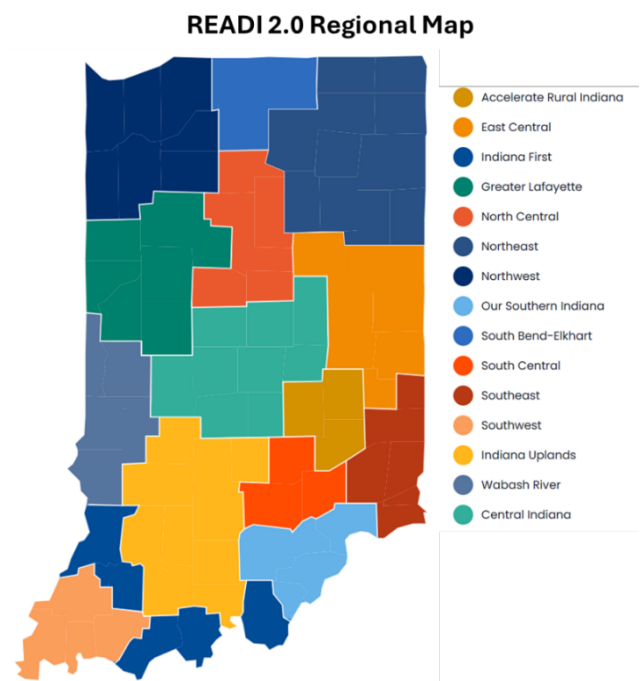 READI 2.0 Regional Map
Accelerate Rural Indiana
East Central
Indiana First
Greater Lafayette
North Central
Northeast
Northwest
Our Southern Indiana
South Bend-Elkhart
South Central
Southeast
Southwest
Indiana Uplands
Wabash River
Central Indiana